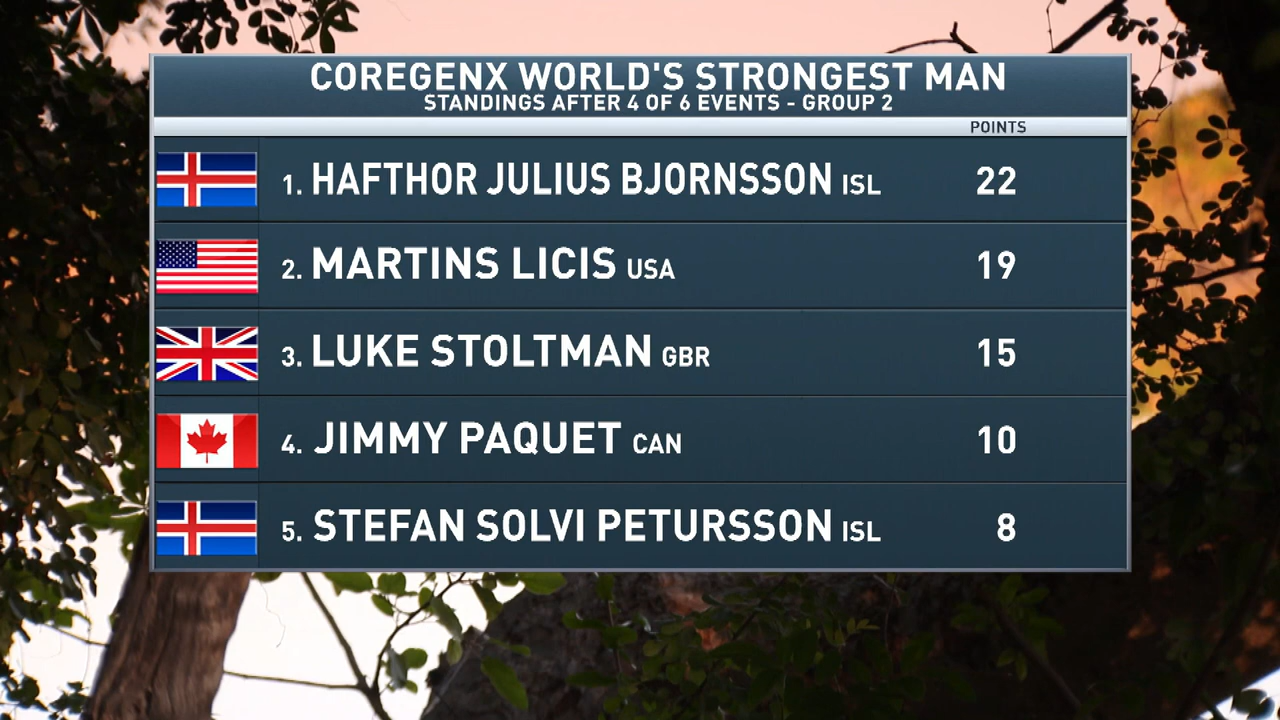 COREGENX WORLD'S STRONGEST MAN
STANDINGS AFTER 4 OF 6 EVENTS - GROUP 2
POINTS
1. HAFTHOR JULIUS BJORNSSON ISL 22
2. MARTINS LICIS USA 19
3. LUKE STOLTMAN GBR 15
4. JIMMY PAQUET CAN 10
5. STEFAN SOLVI PETURSSON ISL 8